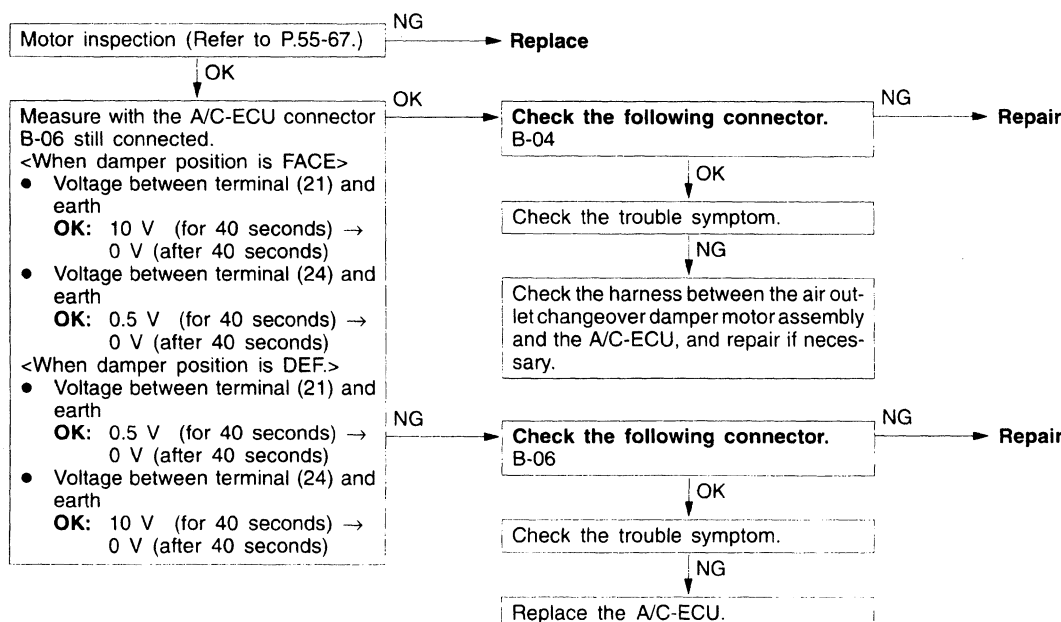 Motor inspection (Refer to P.55-67.)
NG
Replace
OK
Measure with the A/C-ECU connector
B-06 still connected.
<When damper position is FACE>
● Voltage between terminal (21) and
earth
OK: 10 V (for 40 seconds) →
0 V (after 40 seconds)
● Voltage between terminal (24) and
earth
OK: 0.5 V (for 40 seconds) →
0 V (after 40 seconds)
<When damper position is DEF.>
● Voltage between terminal (21) and
earth
OK: 0.5 V (for 40 seconds) →
0 V (after 40 seconds)
● Voltage between terminal (24) and
earth
OK: 10 V (for 40 seconds) →
0 V (after 40 seconds)
OK
Check the following connector.
B-04
NG
Repair
OK
Check the trouble symptom.
NG
Check the harness between the air out-
let changeover damper motor assembly
and the A/C-ECU, and repair if neces-
sary.
NG
Check the following connector.
B-06
NG
Repair
OK
Check the trouble symptom.
NG
Replace the A/C-ECU.